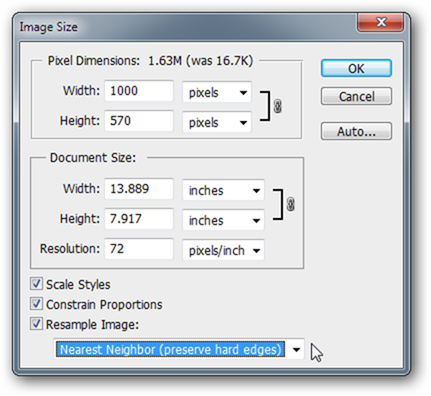 Image Size
Pixel Dimensions: 1.63M (was 16.7K)
Width: 1000 pixels
Height: 570 pixels
OK
Cancel
Auto...
Document Size:
Width: 13.889 inches
Height: 7.917 inches
Resolution: 72 pixels/inch
Scale Styles
Constrain Proportions
Resample Image:
Nearest Neighbor (preserve hard edges)